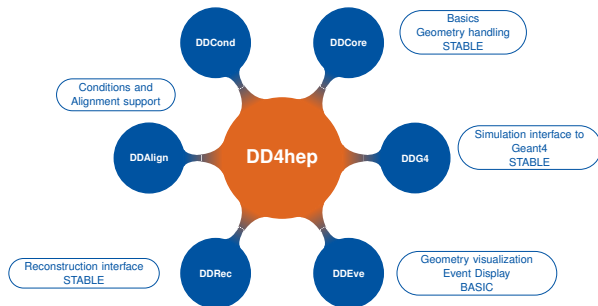 DDCond
DDCore
Basics
Geometry handling
STABLE
Conditions and
Alignment support
DDAlign
DD4hep
DDG4
Simulation interface to
Geant4
STABLE
Reconstruction interface
STABLE
DDRec
DDEve
Geometry visualization
Event Display
BASIC